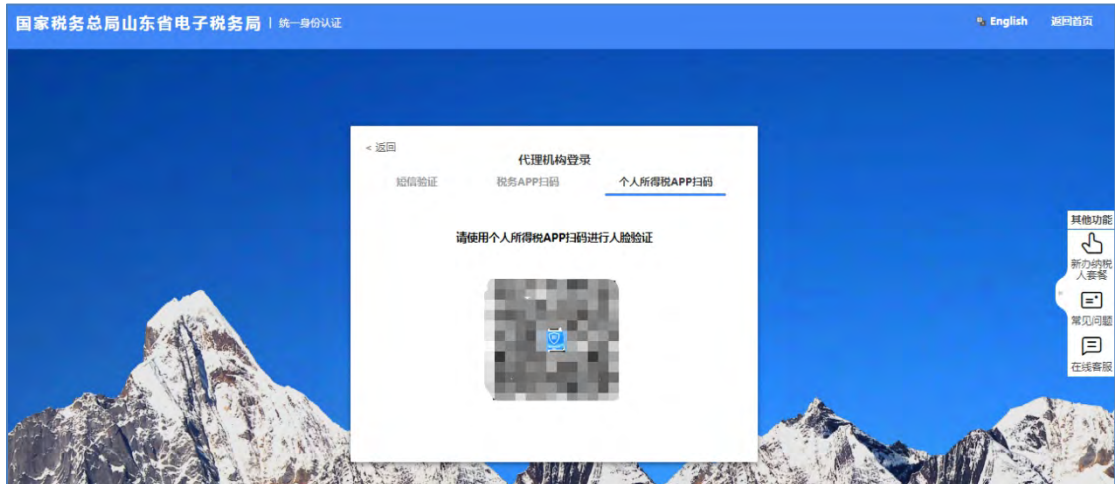 国家税务总局山东省电子税务局 | 统一身份认证
English 返回首页
< 返回
代理机构登录
短信验证 税务APP扫码 个人所得税APP扫码
请使用个人所得税APP扫码进行人脸验证
其他功能
新办纳税
人套餐
常见问题
在线客服